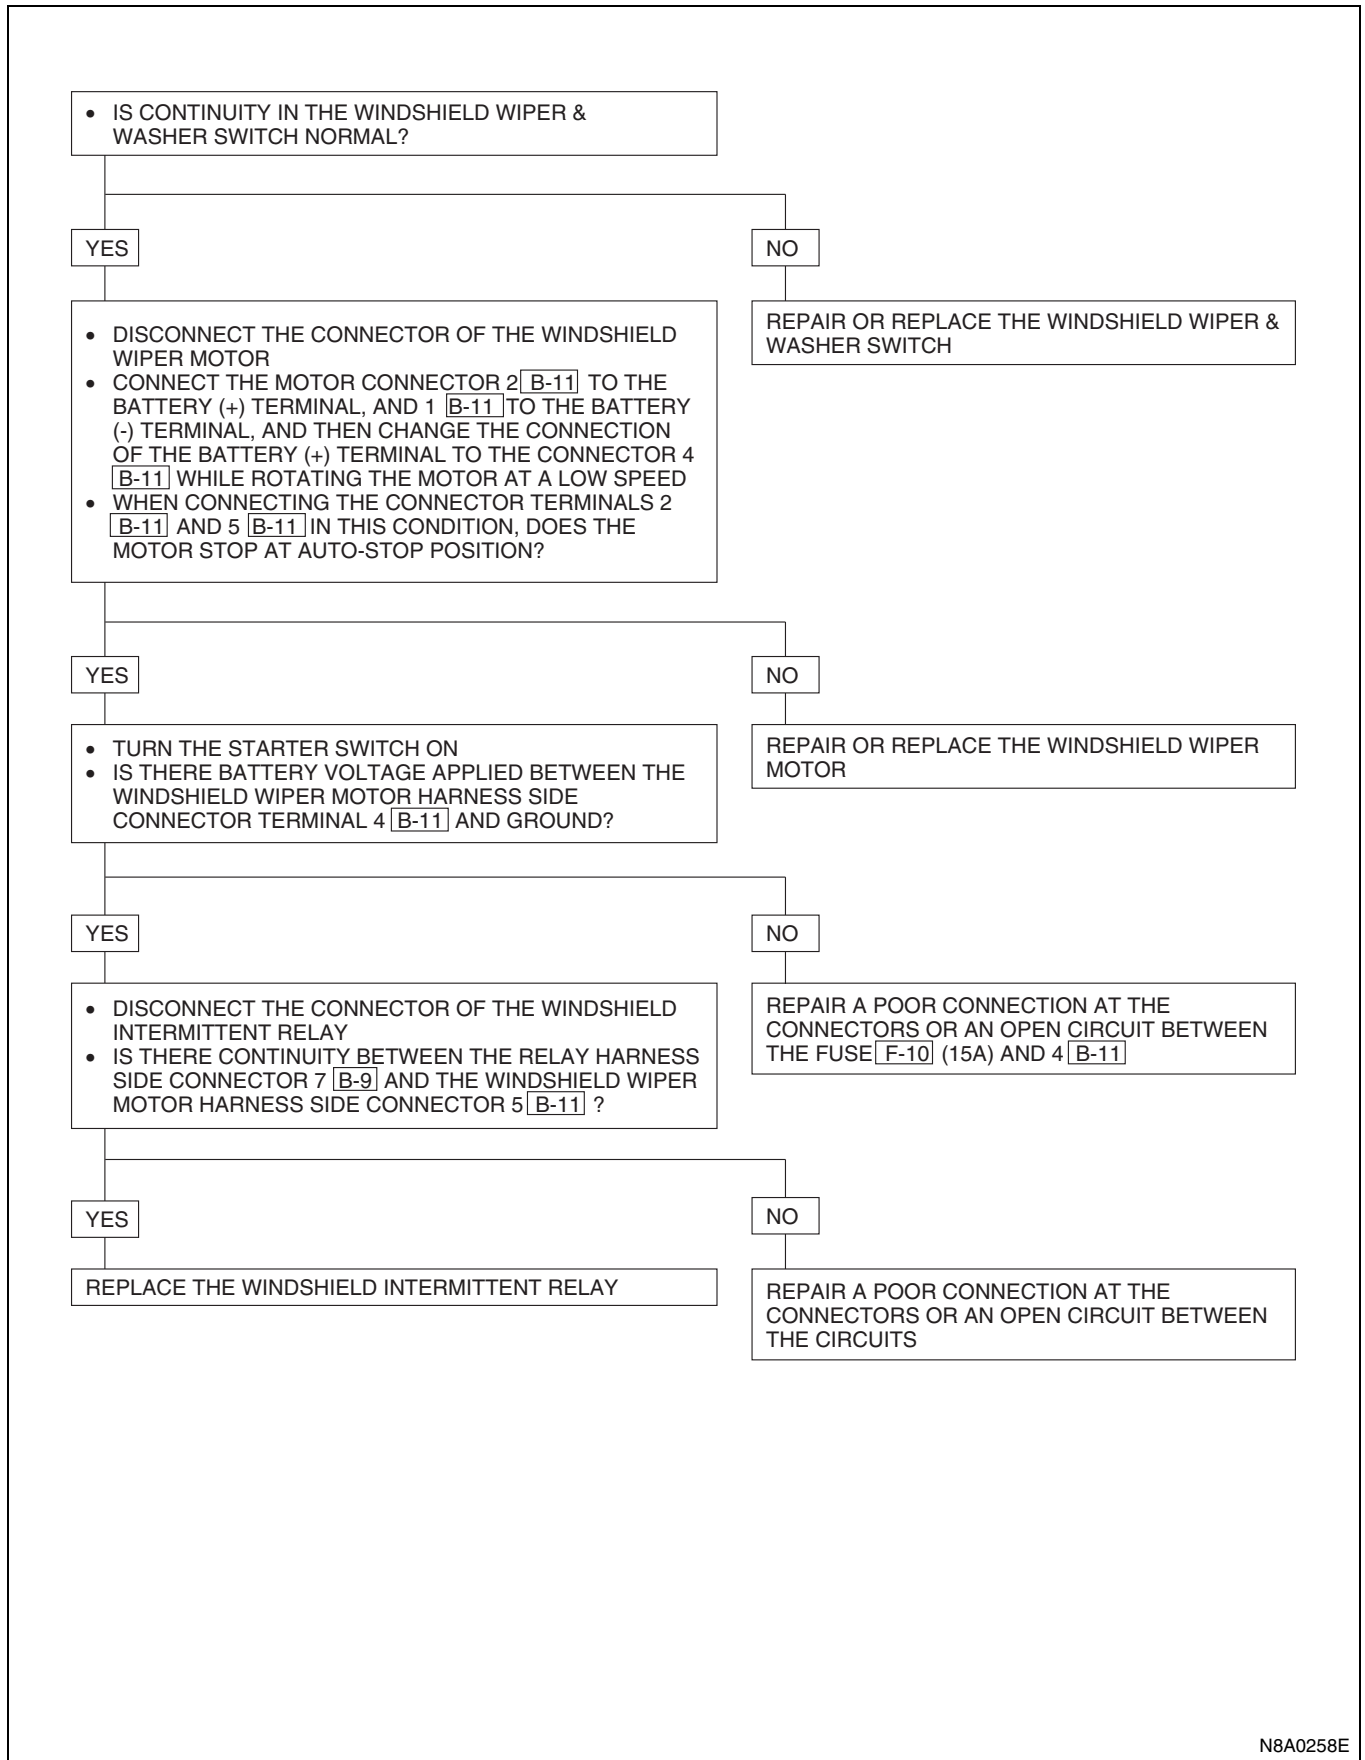 • IS CONTINUITY IN THE WINDSHIELD WIPER &
WASHER SWITCH NORMAL?
YES
NO
• DISCONNECT THE CONNECTOR OF THE WINDSHIELD
WIPER MOTOR
• CONNECT THE MOTOR CONNECTOR 2 B-11 TO THE
BATTERY (+) TERMINAL, AND 1 B-11 TO THE BATTERY
(-) TERMINAL, AND THEN CHANGE THE CONNECTION
OF THE BATTERY (+) TERMINAL TO THE CONNECTOR 4
B-11 WHILE ROTATING THE MOTOR AT A LOW SPEED
• WHEN CONNECTING THE CONNECTOR TERMINALS 2
B-11 AND 5 B-11 IN THIS CONDITION, DOES THE
MOTOR STOP AT AUTO-STOP POSITION?
REPAIR OR REPLACE THE WINDSHIELD WIPER &
WASHER SWITCH
YES
NO
• TURN THE STARTER SWITCH ON
• IS THERE BATTERY VOLTAGE APPLIED BETWEEN THE
WINDSHIELD WIPER MOTOR HARNESS SIDE
CONNECTOR TERMINAL 4 B-11 AND GROUND?
REPAIR OR REPLACE THE WINDSHIELD WIPER
MOTOR
YES
NO
• DISCONNECT THE CONNECTOR OF THE WINDSHIELD
INTERMITTENT RELAY
• IS THERE CONTINUITY BETWEEN THE RELAY HARNESS
SIDE CONNECTOR 7 B-9 AND THE WINDSHIELD WIPER
MOTOR HARNESS SIDE CONNECTOR 5 B-11 ?
REPAIR A POOR CONNECTION AT THE
CONNECTORS OR AN OPEN CIRCUIT BETWEEN
THE FUSE F-10 (15A) AND 4 B-11
YES
NO
REPLACE THE WINDSHIELD INTERMITTENT RELAY
REPAIR A POOR CONNECTION AT THE
CONNECTORS OR AN OPEN CIRCUIT BETWEEN
THE CIRCUITS
N8A0258E